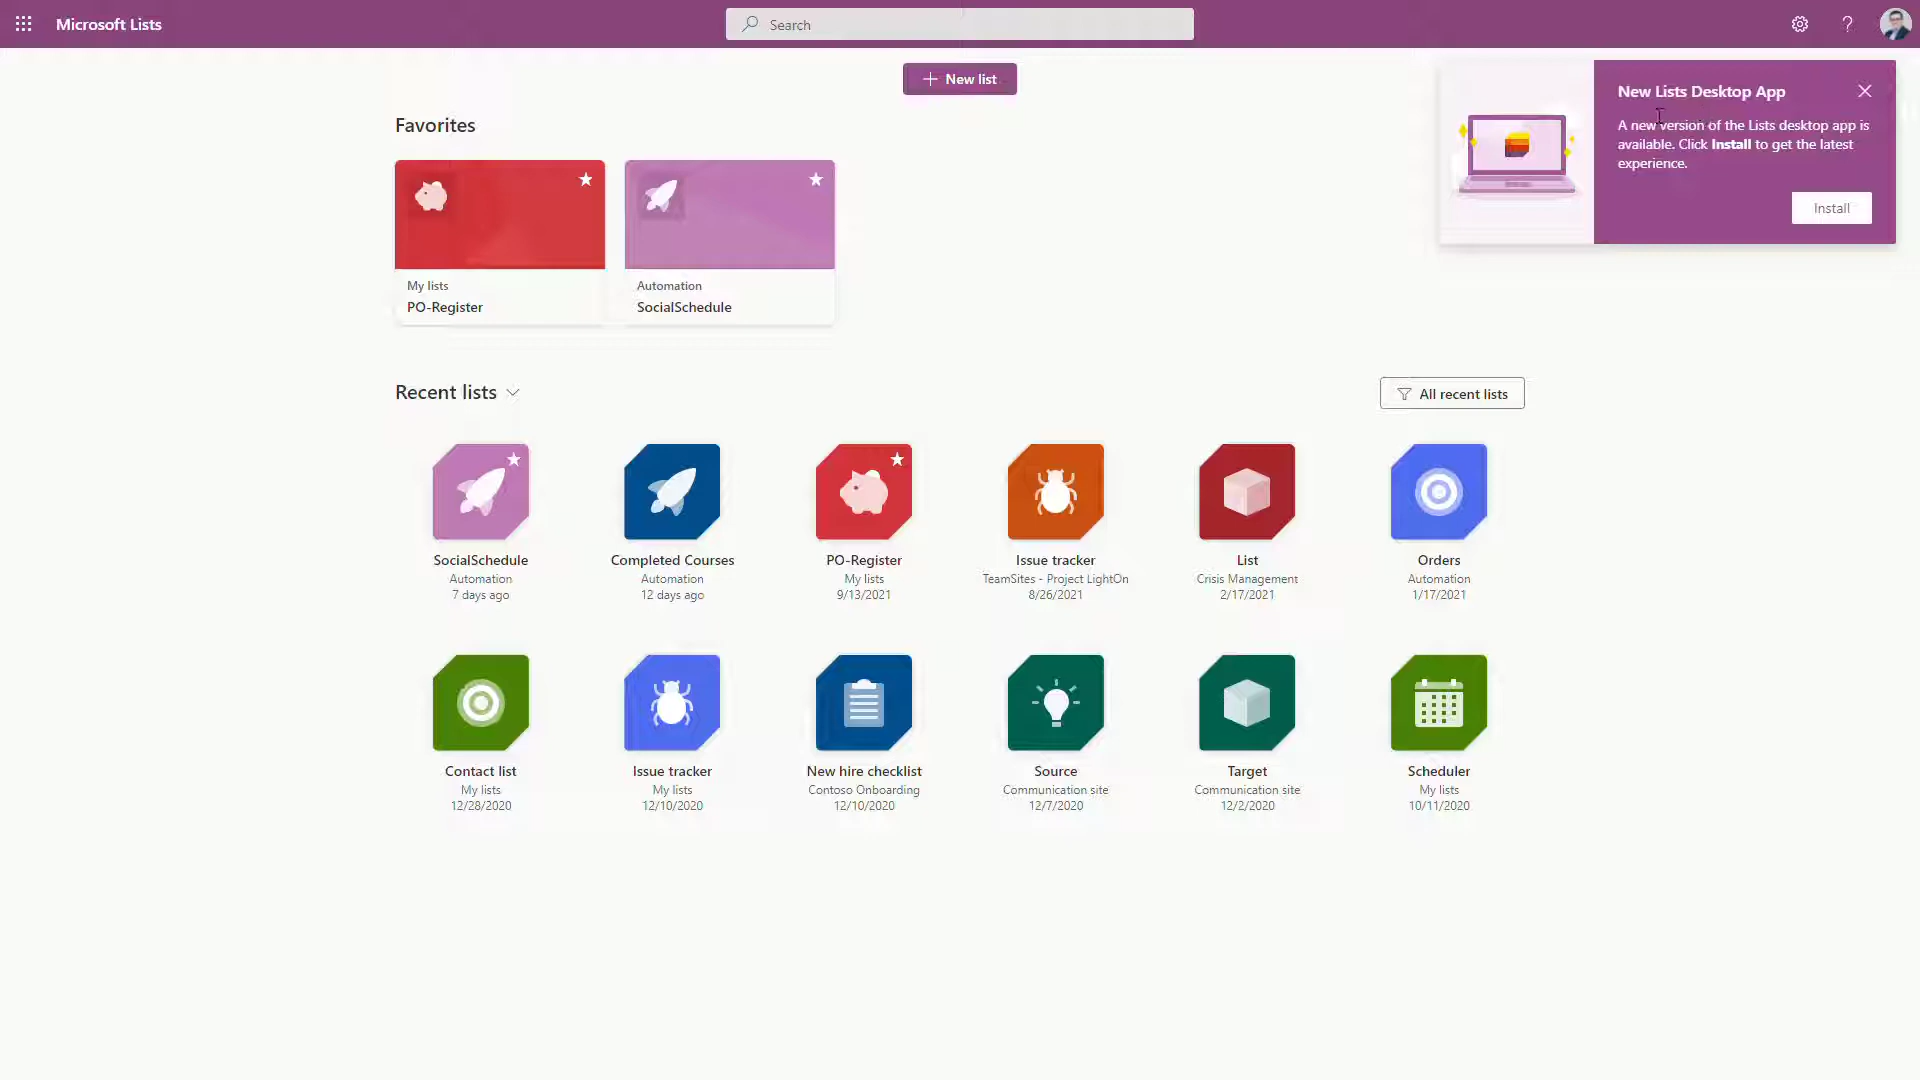 Microsoft Lists
Search
?
New list
New Lists Desktop App
A new version of the Lists desktop app is
available. Click Install to get the latest
experience.
Install
Favorites
My lists
PO-Register
Automation
SocialSchedule
Recent lists
All recent lists
SocialSchedule
Automation
7 days ago
Completed Courses
Automation
12 days ago
PO-Register
My lists
9/13/2021
Issue tracker
TeamSites - Project LightOn
8/26/2021
List
Crisis Management
2/17/2021
Orders
Automation
1/17/2021
Contact list
My lists
12/28/2020
Issue tracker
My lists
12/10/2020
New hire checklist
Contoso Onboarding
12/10/2020
Source
Communication site
12/7/2020
Target
Communication site
12/2/2020
Scheduler
My lists
10/11/2020